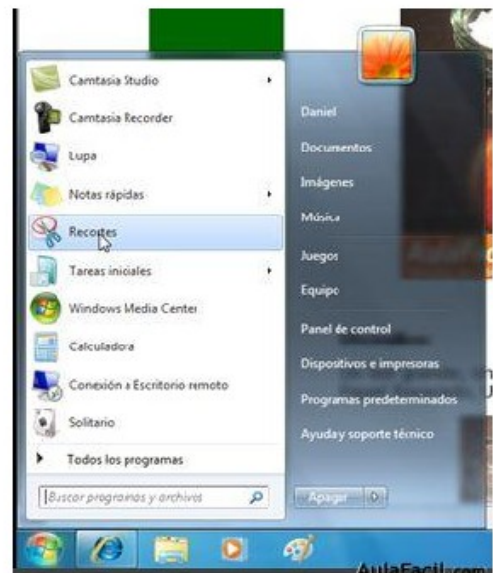 Camtasia Studio
Camtasia Recorder
Lupa
Notas rápidas
Recortes
Tareas iniciales
Windows Media Center
Calculadora
Conexión a Escritorio remoto
Solitario
Todos los programas
Buscar programas y archivos
Daniel
Documentos
Imágenes
Música
Juegos
Equipo
Panel de control
Dispositivos e impresoras
Programas predeterminados
Ayuda y soporte técnico
Apagar
AulaFacil.com